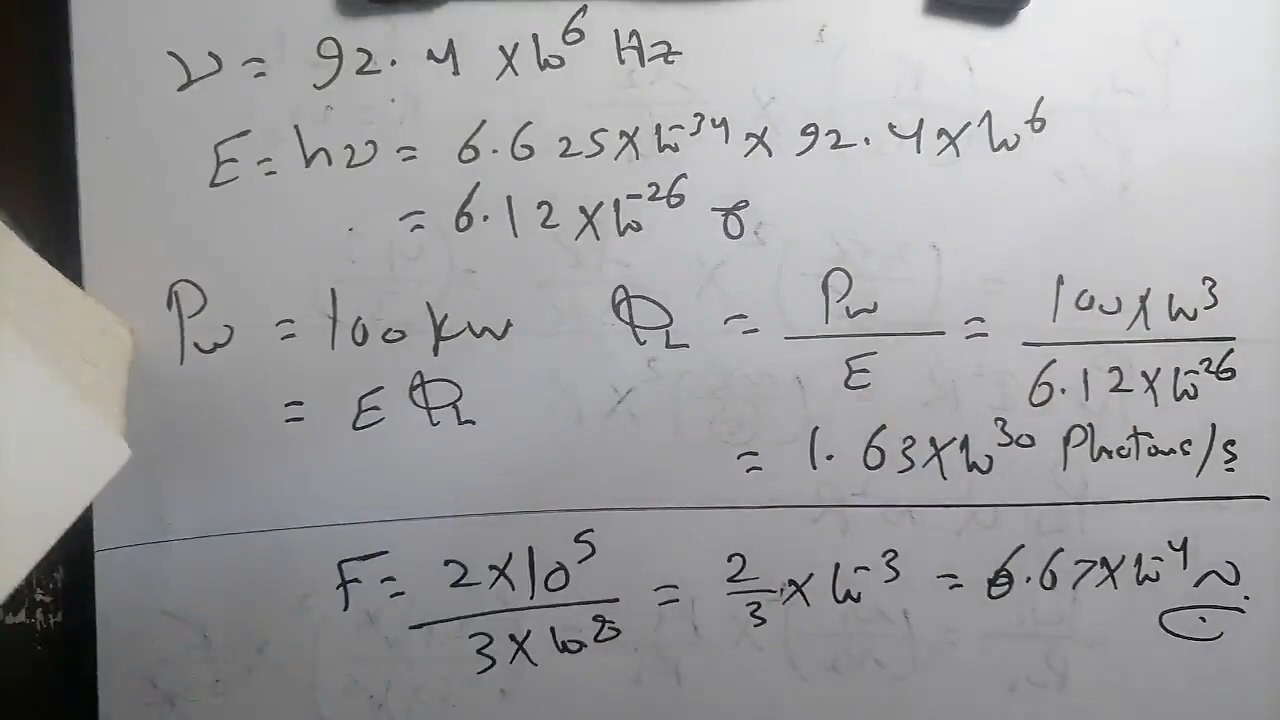 ν = 92.4 × 10⁶ Hz
E = hν = 6.625 × 10⁻³⁴ × 92.4 × 10⁶
= 6.12 × 10⁻²⁶ J
Pw = 100 kW Φ_L = Pw / E = 100 × 10³ / 6.12 × 10⁻²⁶
= E Φ_L
= 1.63 × 10³⁰ Photons/s
F = 2 × 10⁵ / 3 × 10⁸ = 2/3 × 10⁻³ = 6.67 × 10⁻⁴ N